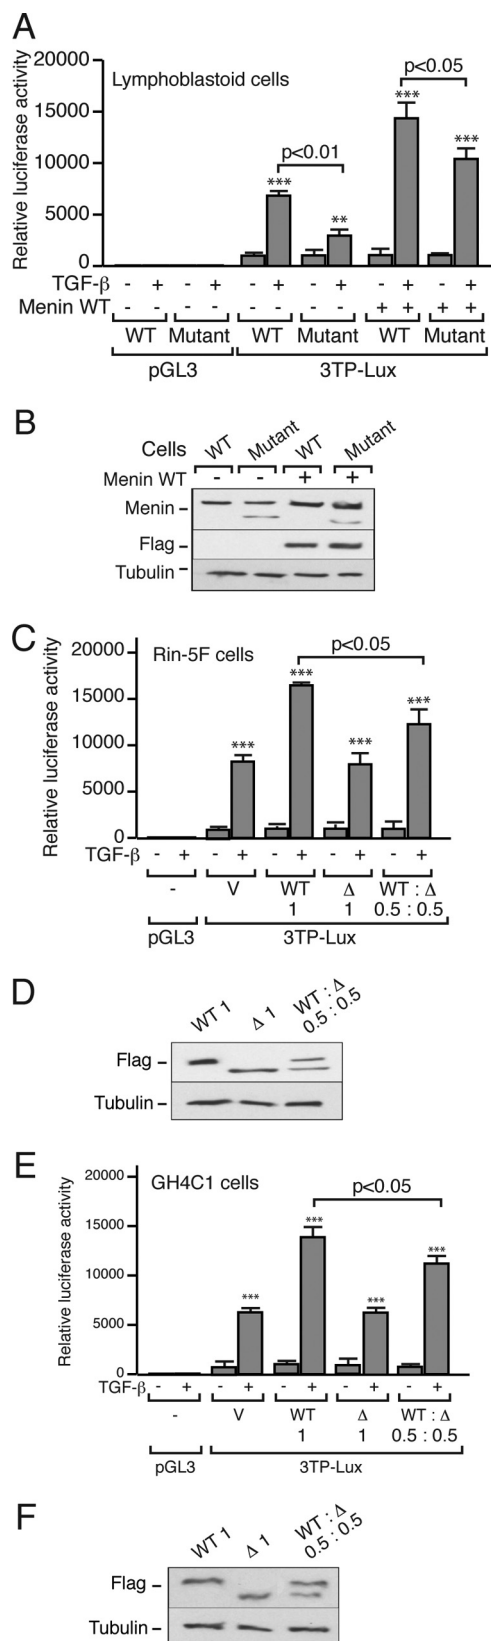 A
Relative luciferase activity
20000
15000
10000
5000
0
Lymphoblastoid cells
p<0.05
p<0.01
*** ** *** ***
TGF-β - + - + - + - + - + - +
Menin WT - - - - - - - - + + + +
WT Mutant WT Mutant WT Mutant
pGL3 3TP-Lux
B
Cells WT Mutant WT Mutant
Menin WT - - + +
Menin
Flag
Tubulin
C
Relative luciferase activity
20000
15000
10000
5000
0
Rin-5F cells
p<0.05
*** *** *** ***
TGF-β - + - + - + - + - +
- V WT Δ WT : Δ
1 1 0.5 : 0.5
pGL3 3TP-Lux
D
WT 1 Δ 1 WT : Δ
0.5 : 0.5
Flag
Tubulin
E
Relative luciferase activity
20000
15000
10000
5000
0
GH4C1 cells
p<0.05
*** *** *** ***
TGF-β - + - + - + - + - +
- V WT Δ WT : Δ
1 1 0.5 : 0.5
pGL3 3TP-Lux
F
WT 1 Δ 1 WT : Δ
0.5 : 0.5
Flag
Tubulin